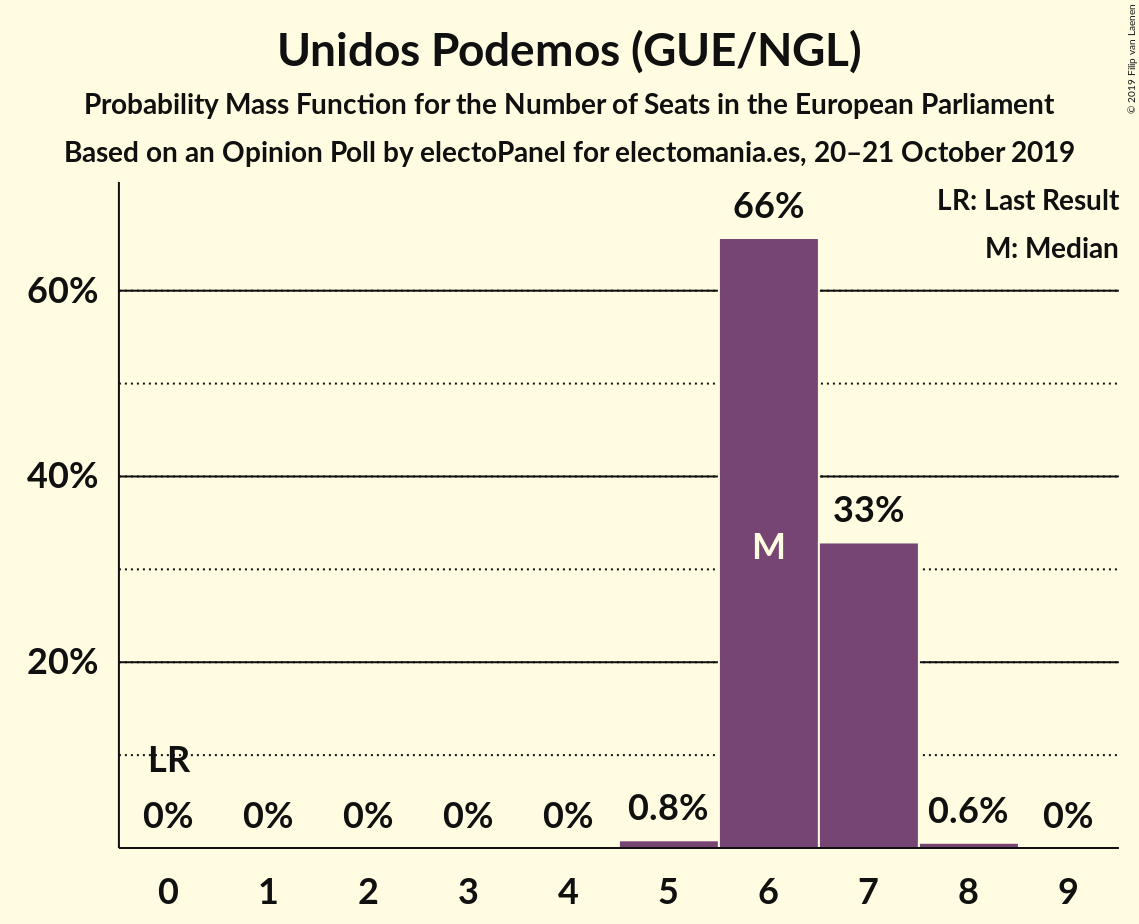 Unidos Podemos (GUE/NGL)
Probability Mass Function for the Number of Seats in the European Parliament
Based on an Opinion Poll by electoPanel for electomania.es, 20–21 October 2019
© 2019 Filip van Laenen
LR: Last Result
M: Median
66%
60%
40%
33%
M
20%
LR
0% 0% 0% 0% 0% 0.8% 0.6% 0%
0 1 2 3 4 5 6 7 8 9